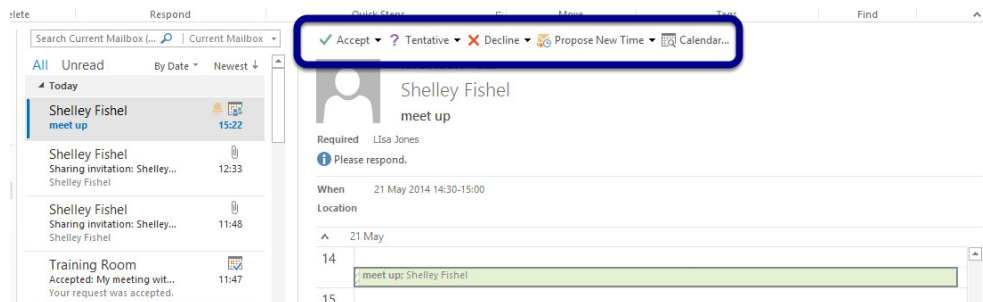 elete Respond Quick Steps Move Tags Find
Search Current Mailbox (... Current Mailbox
All Unread By Date Newest ↓
Today
Shelley Fishel
meet up 15:22
Shelley Fishel
Sharing invitation: Shelley... 12:33
Shelley Fishel
Shelley Fishel
Sharing invitation: Shelley... 11:48
Shelley Fishel
Training Room
Accepted: My meeting wit... 11:47
Your request was accepted.
Accept ? Tentative Decline Propose New Time Calendar...
Shelley Fishel
meet up
Required LIsa Jones
Please respond.
When 21 May 2014 14:30-15:00
Location
21 May
14
meet up; Shelley Fishel
15